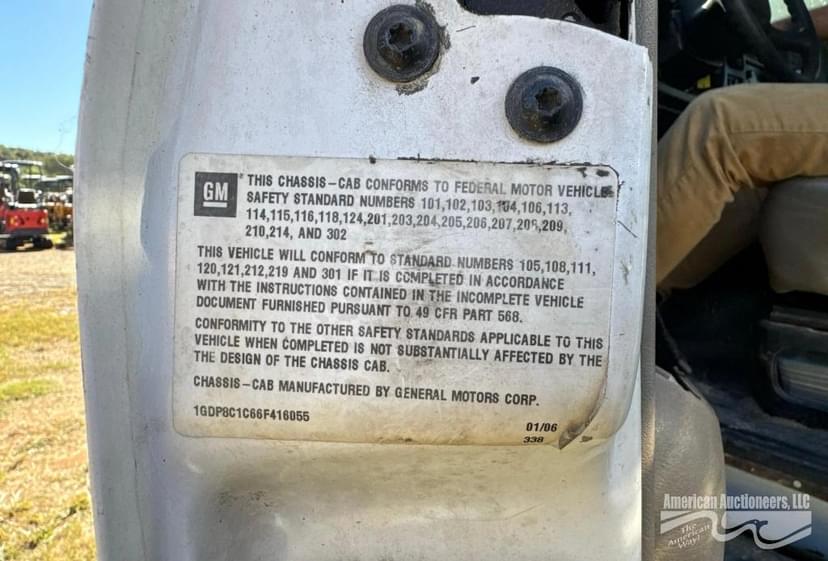 GM
THIS CHASSIS-CAB CONFORMS TO FEDERAL MOTOR VEHICLE
SAFETY STANDARD NUMBERS 101,102,103,104,106,113,
114,115,116,118,124,201,203,204,205,206,207,208,209,
210,214, AND 302
THIS VEHICLE WILL CONFORM TO STANDARD NUMBERS 105,108,111,
120,121,212,219 AND 301 IF IT IS COMPLETED IN ACCORDANCE
WITH THE INSTRUCTIONS CONTAINED IN THE INCOMPLETE VEHICLE
DOCUMENT FURNISHED PURSUANT TO 49 CFR PART 568.
CONFORMITY TO THE OTHER SAFETY STANDARDS APPLICABLE TO THIS
VEHICLE WHEN COMPLETED IS NOT SUBSTANTIALLY AFFECTED BY THE
THE DESIGN OF THE CHASSIS CAB.
CHASSIS-CAB MANUFACTURED BY GENERAL MOTORS CORP.
1GDP8C1C66F416055
01/06
338
American Auctioneers, LLC
The
American
Way!